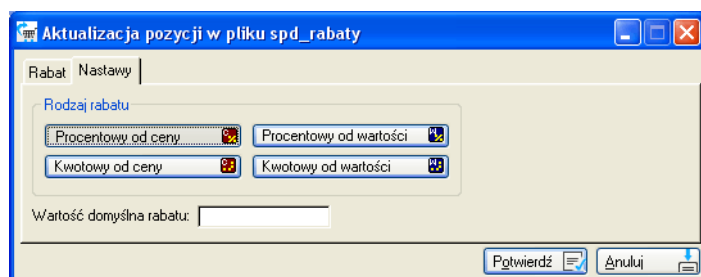 Aktualizacja pozycji w pliku spd_rabaty
Rabat Nastawy
Rodzaj rabatu
Procentowy od ceny Procentowy od wartości
Kwotowy od ceny Kwotowy od wartości
Wartość domyślna rabatu:
Potwierdź Anuluj